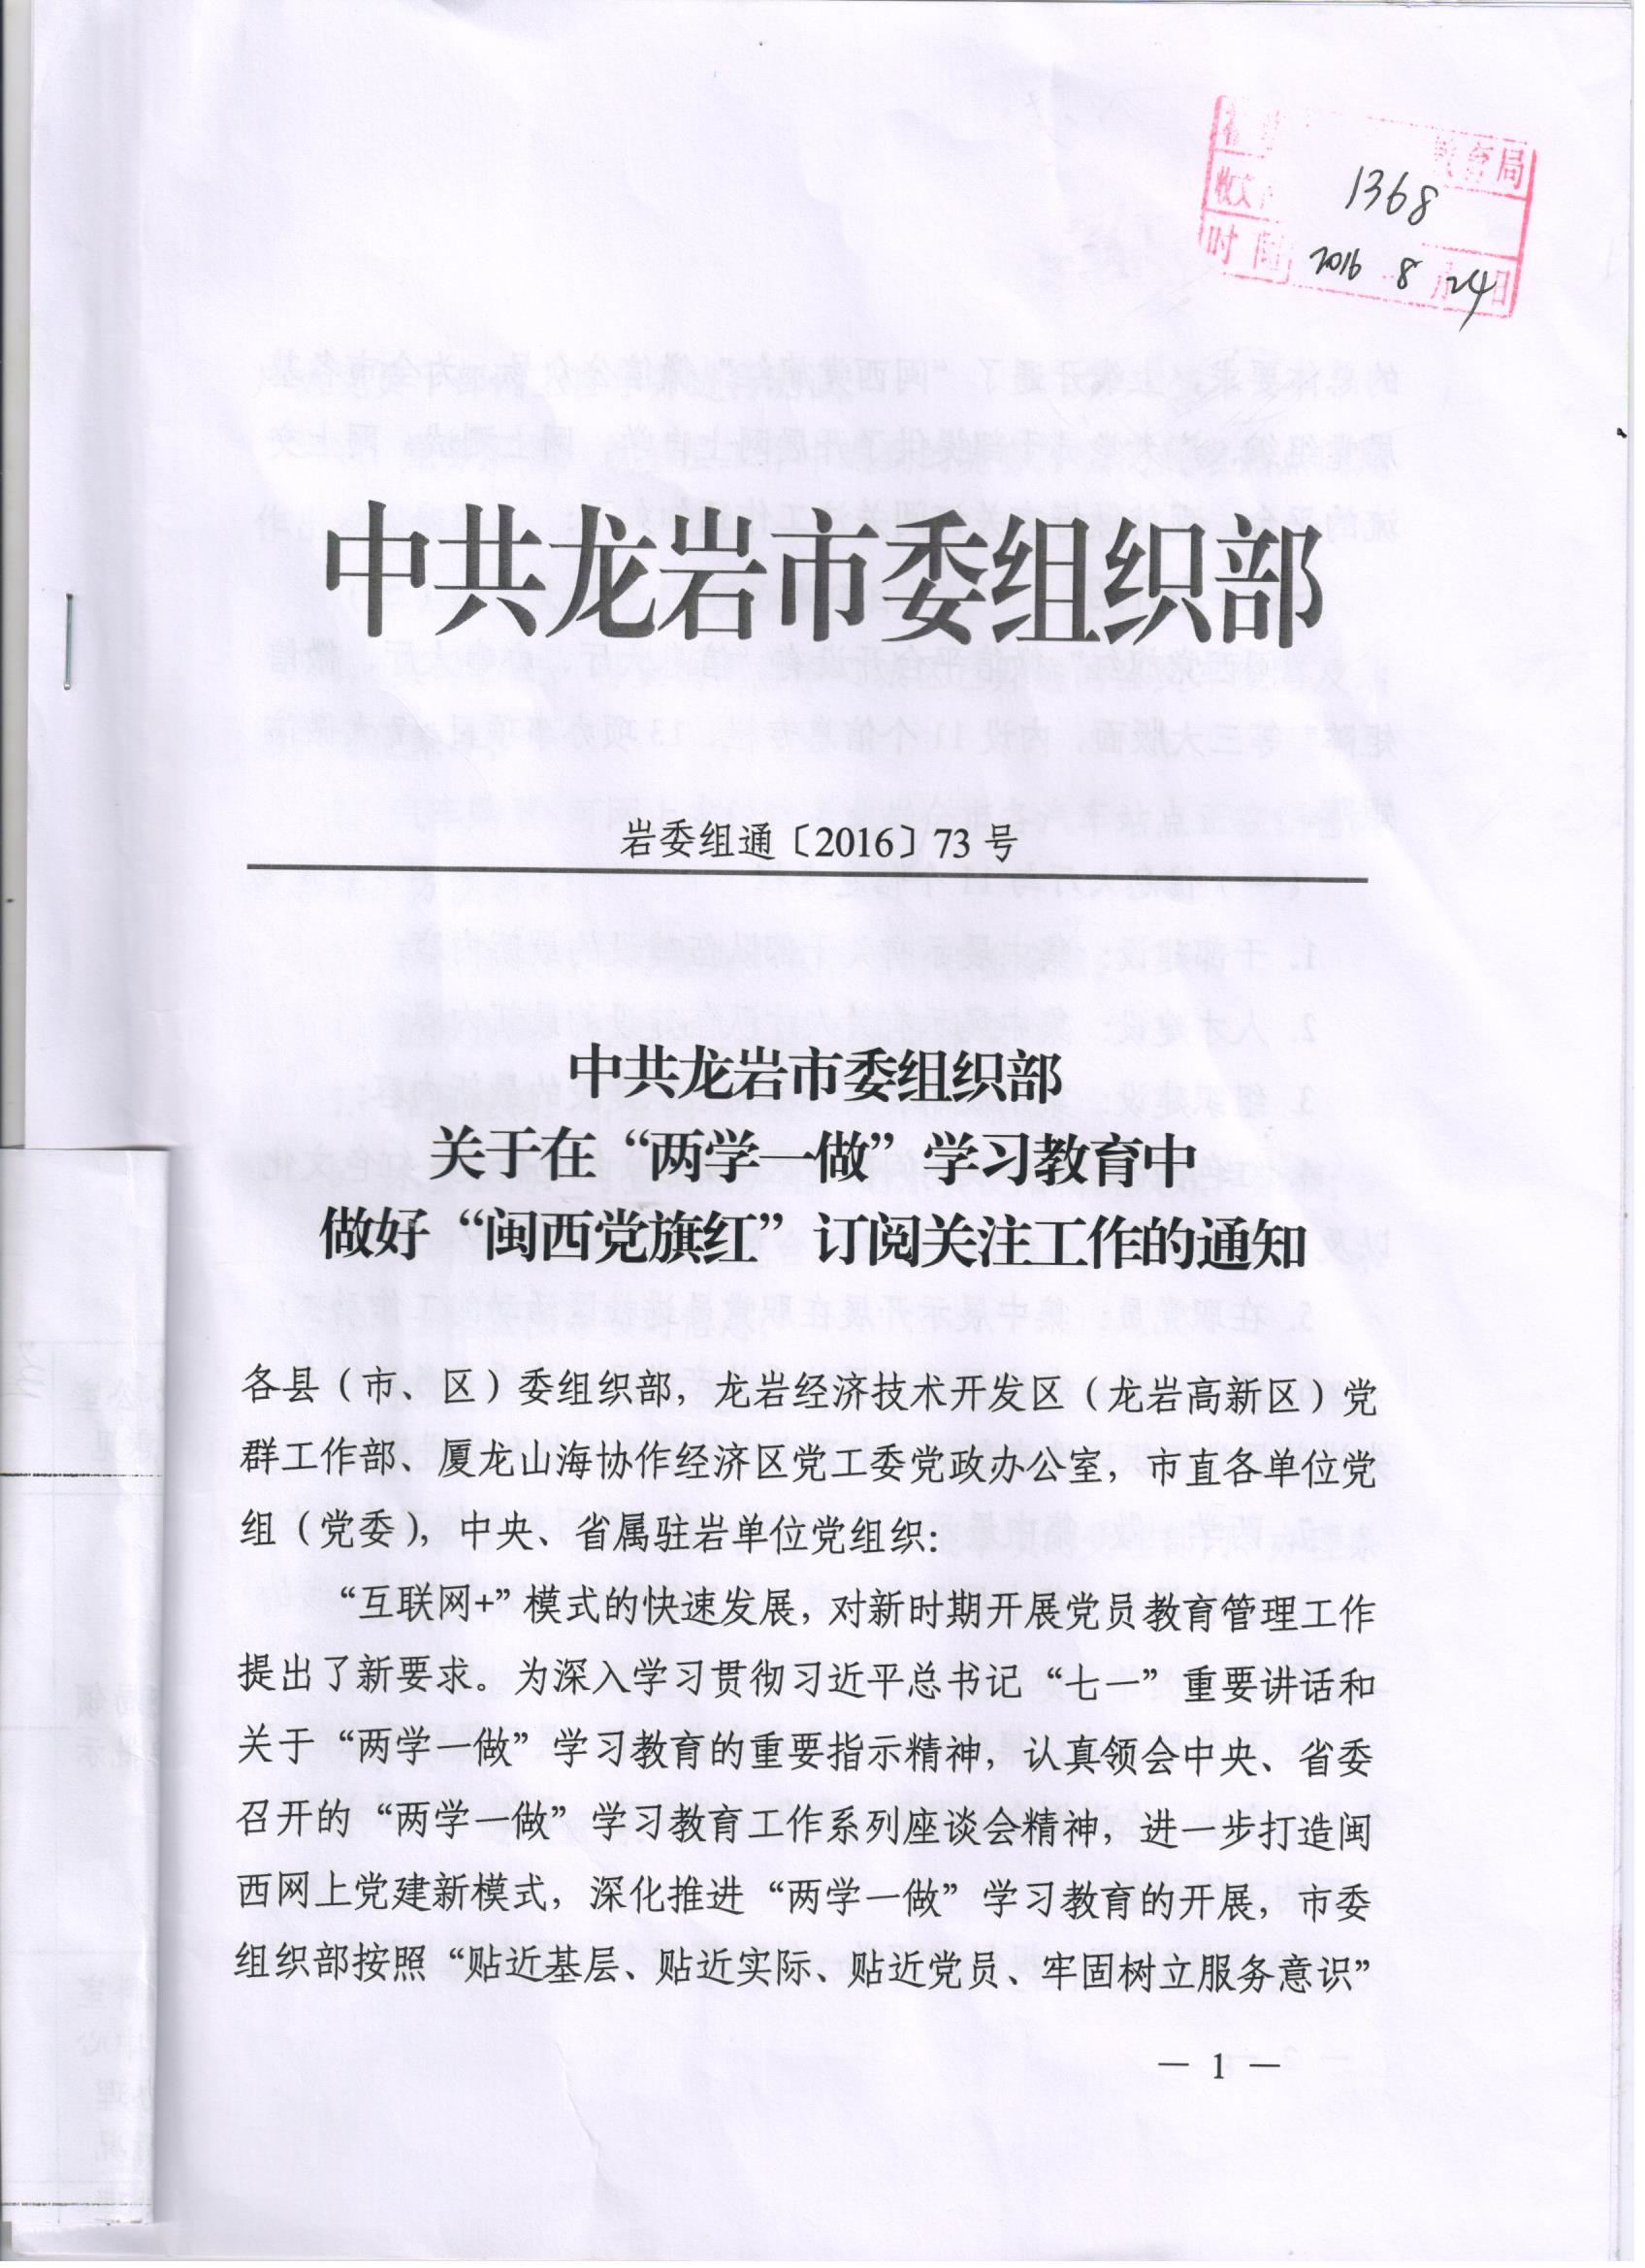 教育局
收文
1368
时间 2016 8月24日
中共龙岩市委组织部
岩委组通〔2016〕73号
中共龙岩市委组织部
关于在“两学一做”学习教育中
做好“闽西党旗红”订阅关注工作的通知
各县（市、区）委组织部，龙岩经济技术开发区（龙岩高新区）党
群工作部、厦龙山海协作经济区党工委党政办公室，市直各单位党
组（党委），中央、省属驻岩单位党组织：
“互联网+”模式的快速发展，对新时期开展党员教育管理工作
提出了新要求。为深入学习贯彻习近平总书记“七一”重要讲话和
关于“两学一做”学习教育的重要指示精神，认真领会中央、省委
召开的“两学一做”学习教育工作系列座谈会精神，进一步打造闽
西网上党建新模式，深化推进“两学一做”学习教育的开展，市委
组织部按照“贴近基层、贴近实际、贴近党员、牢固树立服务意识”
— 1 —